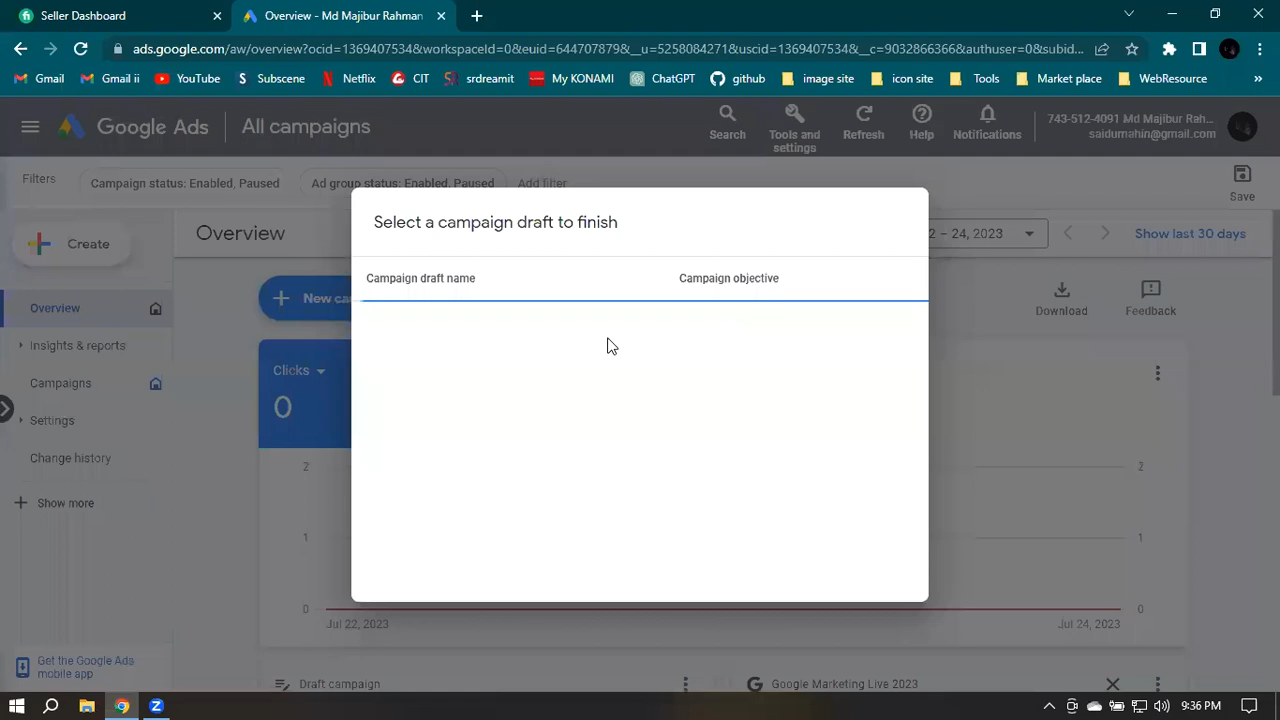 Seller Dashboard
Overview - Md Majibur Rahman
ads.google.com/aw/overview?ocid=1369407534&workspaceId=0&euid=644707879&__u=5258084271&uscid=1369407534&__c=9032866366&authuser=0&subid...
Gmail
Gmail ii
YouTube
Subscene
Netflix
CIT
srdreamit
My KONAMI
ChatGPT
github
image site
icon site
Tools
Market place
WebResource
Google Ads
All campaigns
Search
Tools and
settings
Refresh
Help
Notifications
743-512-4091 Md Majibur Rah...
saidumahin@gmail.com
Filters
Campaign status: Enabled, Paused
Ad group status: Enabled, Paused
Add filter
Save
Create
Overview
2 – 24, 2023
Show last 30 days
Select a campaign draft to finish
Campaign draft name
Campaign objective
Overview
Insights & reports
Campaigns
Settings
Change history
Show more
New ca
Download
Feedback
Clicks
0
2
2
1
1
0
0
Jul 22, 2023
Jul 24, 2023
Get the Google Ads
mobile app
Draft campaign
Google Marketing Live 2023
9:36 PM